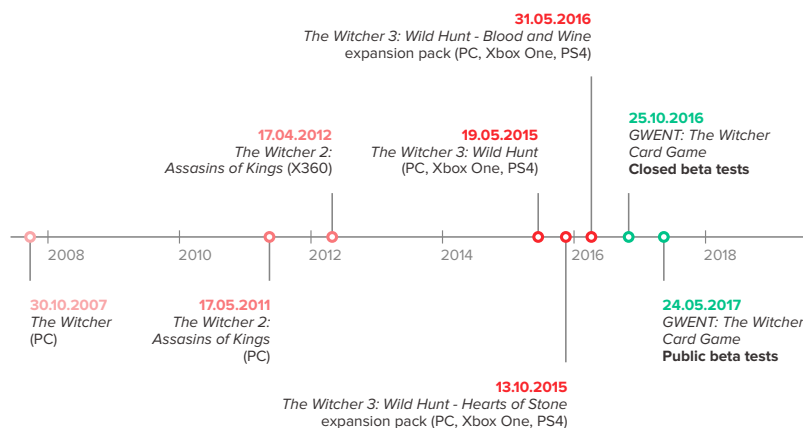 31.05.2016
The Witcher 3: Wild Hunt - Blood and Wine
expansion pack (PC, Xbox One, PS4)
17.04.2012
The Witcher 2:
Assasins of Kings (X360)
19.05.2015
The Witcher 3: Wild Hunt
(PC, Xbox One, PS4)
25.10.2016
GWENT: The Witcher
Card Game
Closed beta tests
2008
2010
2012
2014
2016
2018
30.10.2007
The Witcher
(PC)
17.05.2011
The Witcher 2:
Assasins of Kings
(PC)
24.05.2017
GWENT: The Witcher
Card Game
Public beta tests
13.10.2015
The Witcher 3: Wild Hunt - Hearts of Stone
expansion pack (PC, Xbox One, PS4)